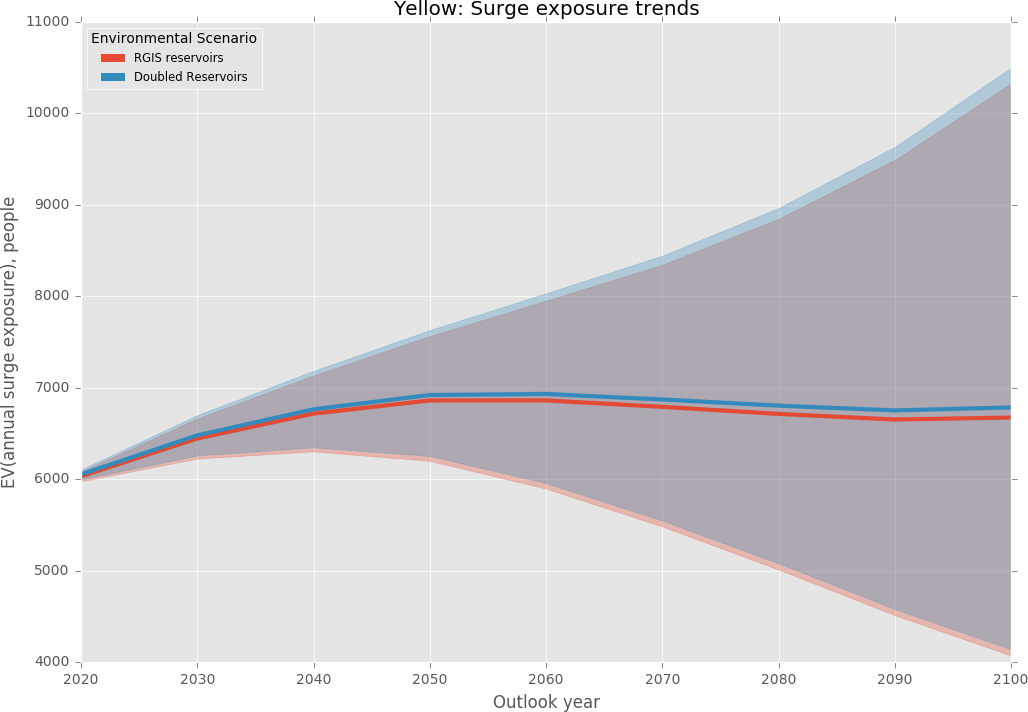 Yellow: Surge exposure trends
11000
10000
9000
8000
7000
6000
5000
4000
EV(annual surge exposure), people
Environmental Scenario
RGIS reservoirs
Doubled Reservoirs
2020 2030 2040 2050 2060 2070 2080 2090 2100
Outlook year